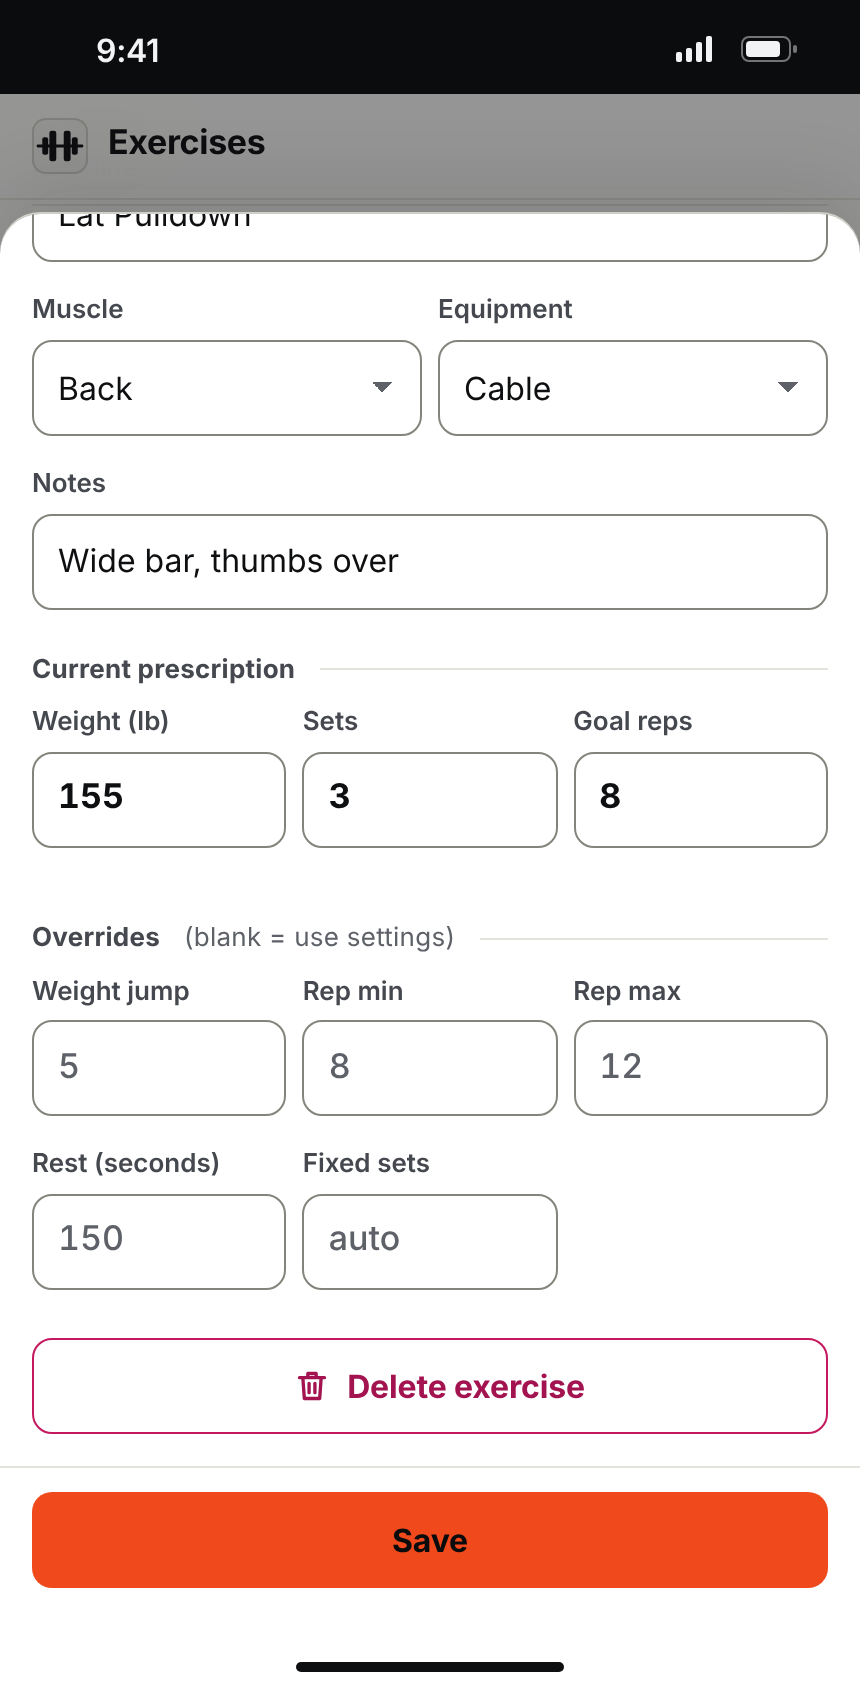 9:41
Exercises
Lat Pulldown
Muscle
Equipment
Back
Cable
Notes
Wide bar, thumbs over
Current prescription
Weight (lb)
Sets
Goal reps
155
3
8
Overrides (blank = use settings)
Weight jump
Rep min
Rep max
5
8
12
Rest (seconds)
Fixed sets
150
auto
Delete exercise
Save